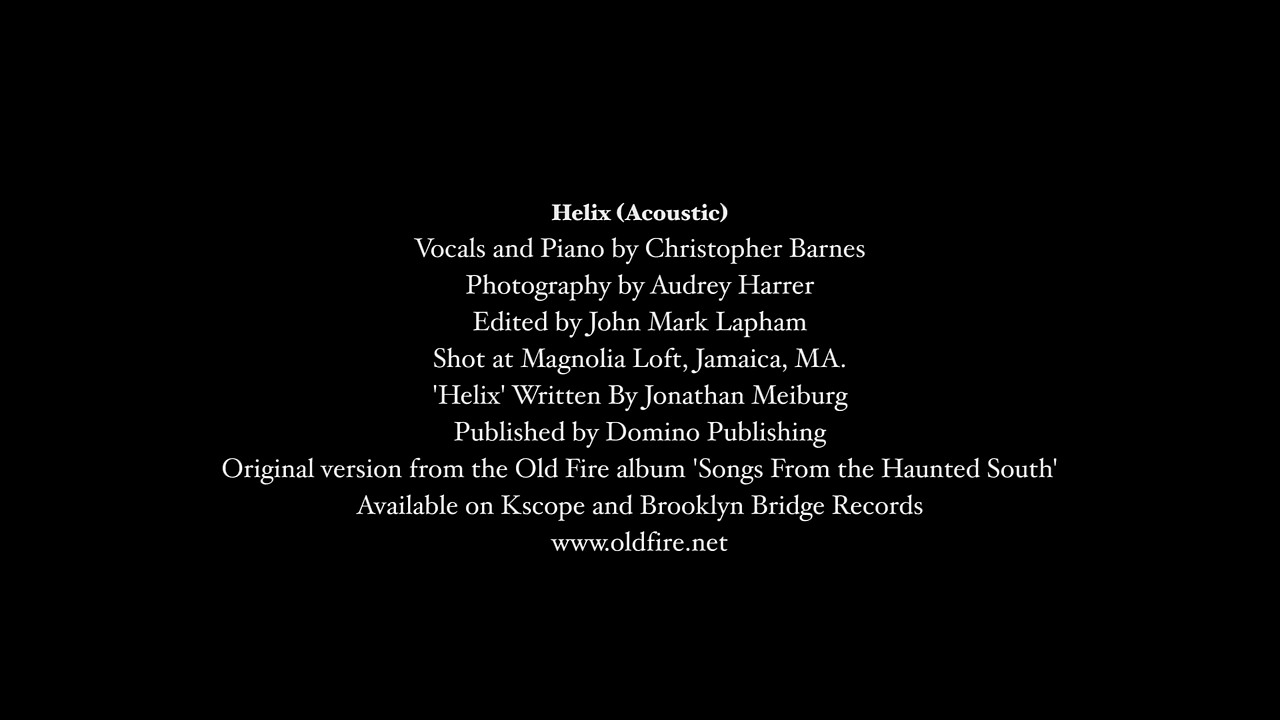 Helix (Acoustic)
Vocals and Piano by Christopher Barnes
Photography by Audrey Harrer
Edited by John Mark Lapham
Shot at Magnolia Loft, Jamaica, MA.
'Helix' Written By Jonathan Meiburg
Published by Domino Publishing
Original version from the Old Fire album 'Songs From the Haunted South'
Available on Kscope and Brooklyn Bridge Records
www.oldfire.net